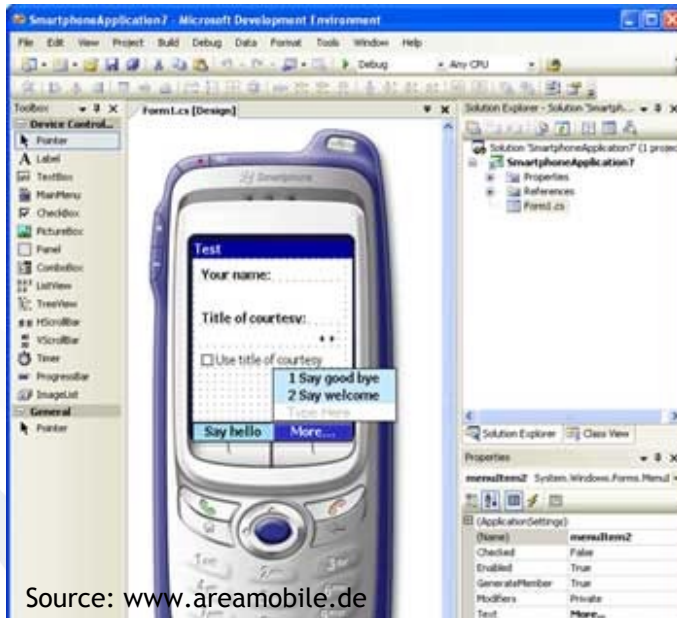 SmartphoneApplication7 - Microsoft Development Environment
File Edit View Project Build Debug Data Format Tools Window Help
Debug Any CPU
Toolbox
Device Control...
Pointer
Label
TextBox
MainMenu
CheckBox
PictureBox
Panel
ComboBox
ListView
TreeView
HScrollBar
VScrollBar
Timer
ProgressBar
ImageList
General
Pointer
Form1.cs [Design]
Smartphone
Test
Your name:
Title of courtesy:
Use title of courtesy
1 Say good bye
2 Say welcome
Type Here
Say hello More...
Solution Explorer - Solution 'Smartph...
Solution 'SmartphoneApplication7' (1 projec
SmartphoneApplication7
Properties
References
Form1.cs
Solution Explorer Class View
Properties
menuItem2 System.Windows.Forms.MenuI
(ApplicationSettings)
(Name) menuItem2
Checked False
Enabled True
GenerateMember True
Modifiers Private
Text More...
Source: www.areamobile.de